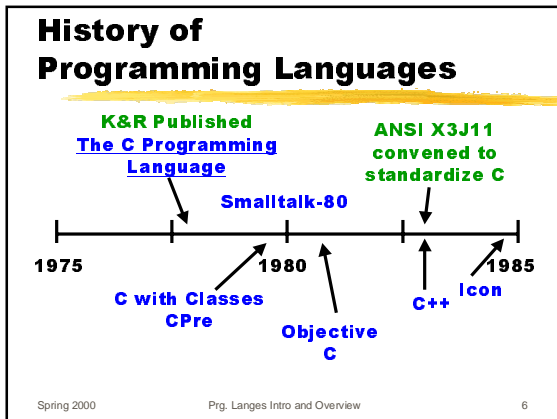 History of
Programming Languages
K&R Published
The C Programming
Language
ANSI X3J11
convened to
standardize C
Smalltalk-80
1975
1980
1985
C with Classes
CPre
Objective
C
C++
Icon
Spring 2000
Prg. Langes Intro and Overview
6